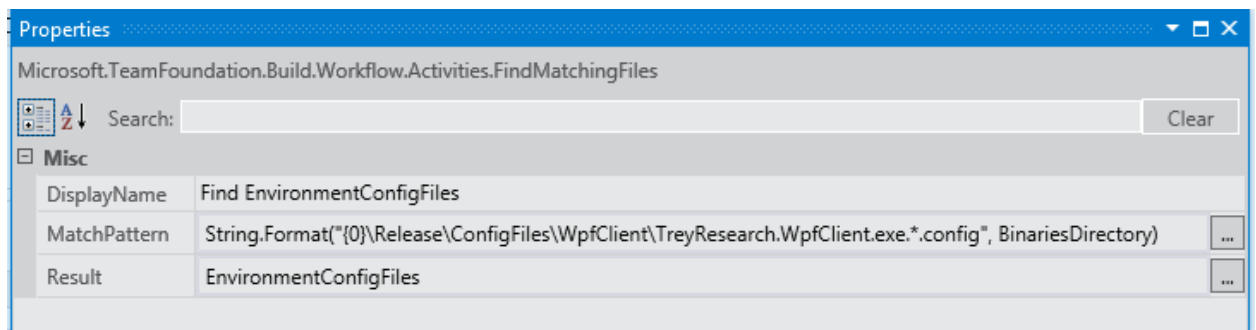 Properties
Microsoft.TeamFoundation.Build.Workflow.Activities.FindMatchingFiles
A
Z Search: Clear
Misc
DisplayName Find EnvironmentConfigFiles
MatchPattern String.Format("{0}\Release\ConfigFiles\WpfClient\TreyResearch.WpfClient.exe.*.config", BinariesDirectory) ...
Result EnvironmentConfigFiles ...